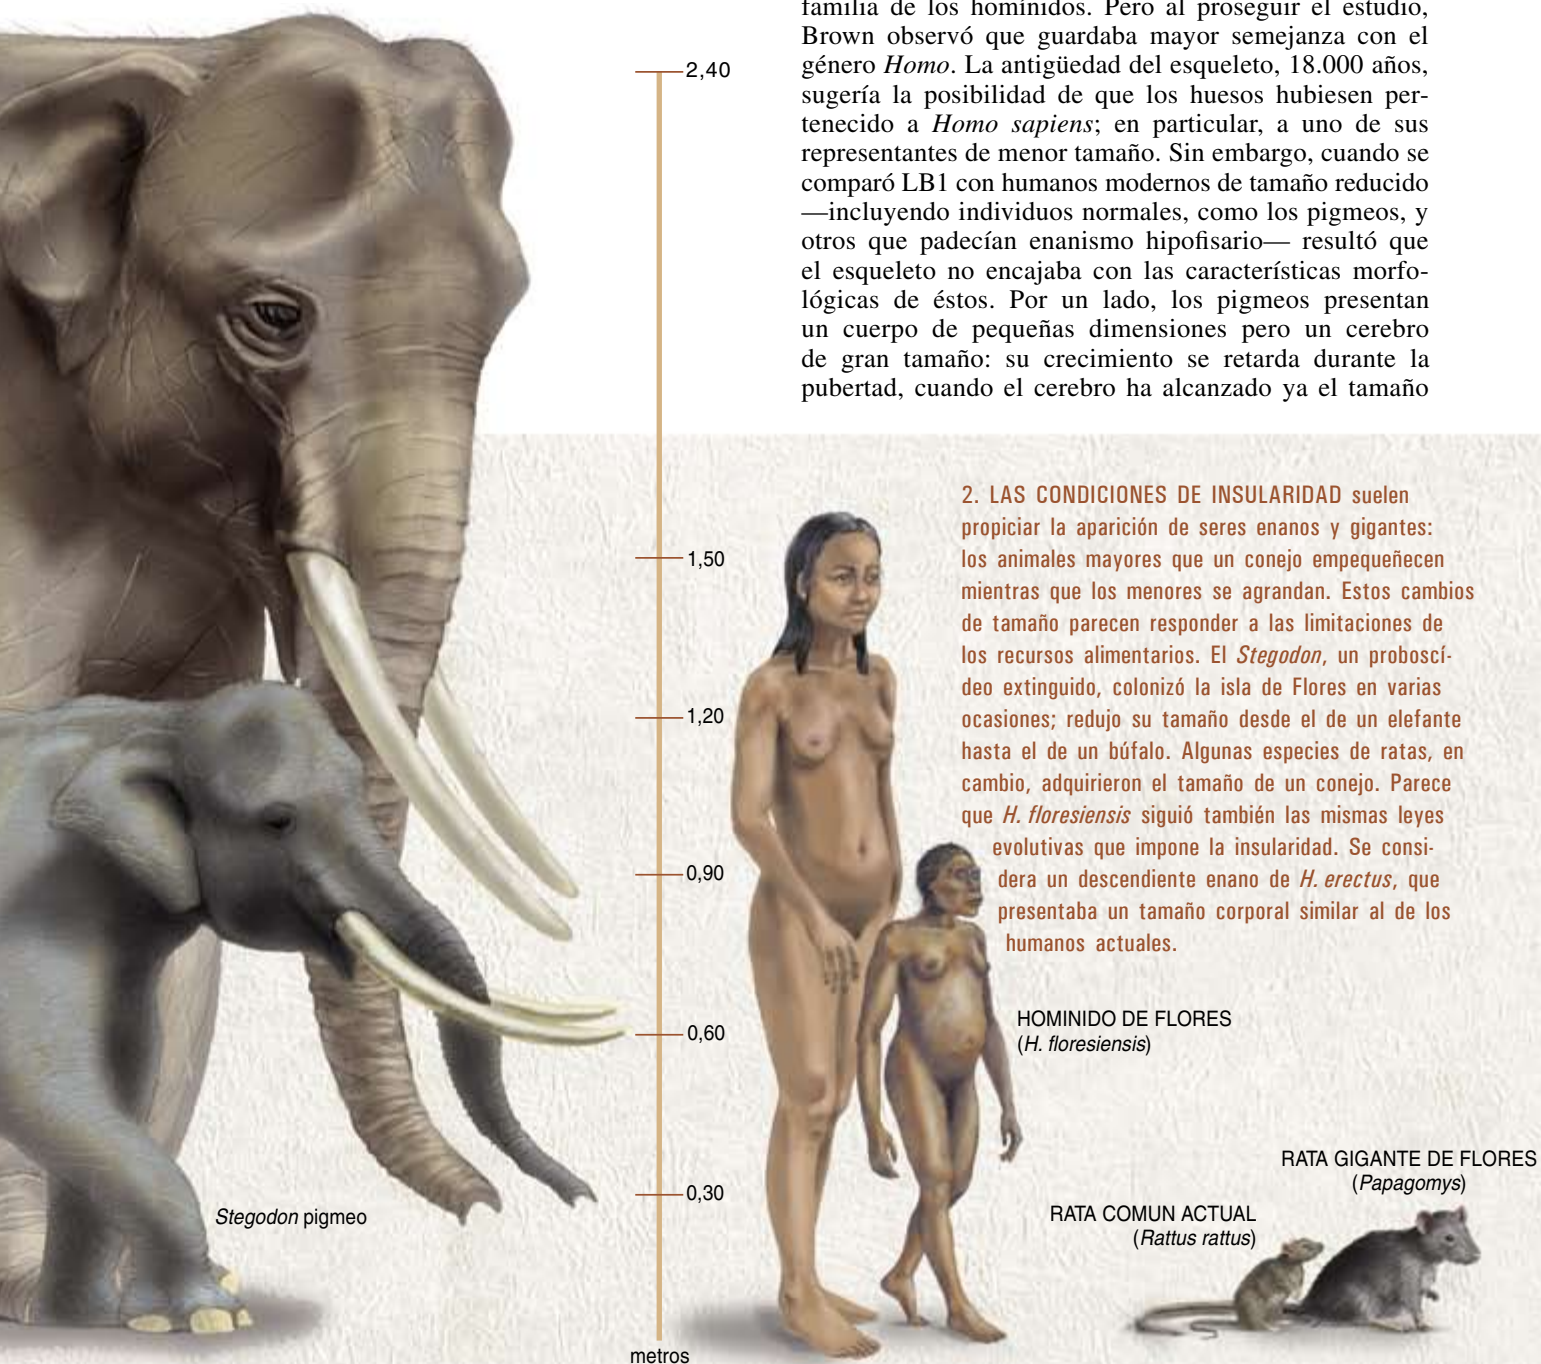 familia de los homínidos. Pero al proseguir el estudio,
Brown observó que guardaba mayor semejanza con el
género Homo. La antigüedad del esqueleto, 18.000 años,
sugería la posibilidad de que los huesos hubiesen per-
tenecido a Homo sapiens; en particular, a uno de sus
representantes de menor tamaño. Sin embargo, cuando se
comparó LB1 con humanos modernos de tamaño reducido
—incluyendo individuos normales, como los pigmeos, y
otros que padecían enanismo hipofisario— resultó que
el esqueleto no encajaba con las características morfo-
lógicas de éstos. Por un lado, los pigmeos presentan
un cuerpo de pequeñas dimensiones pero un cerebro
de gran tamaño: su crecimiento se retarda durante la
pubertad, cuando el cerebro ha alcanzado ya el tamaño
2. LAS CONDICIONES DE INSULARIDAD suelen
propiciar la aparición de seres enanos y gigantes:
los animales mayores que un conejo empequeñecen
mientras que los menores se agrandan. Estos cambios
de tamaño parecen responder a las limitaciones de
los recursos alimentarios. El Stegodon, un proboscí-
deo extinguido, colonizó la isla de Flores en varias
ocasiones; redujo su tamaño desde el de un elefante
hasta el de un búfalo. Algunas especies de ratas, en
cambio, adquirieron el tamaño de un conejo. Parece
que H. floresiensis siguió también las mismas leyes
evolutivas que impone la insularidad. Se consi-
dera un descendiente enano de H. erectus, que
presentaba un tamaño corporal similar al de los
humanos actuales.
2,40
1,50
1,20
0,90
0,60
0,30
metros
Stegodon pigmeo
HOMINIDO DE FLORES
(H. floresiensis)
RATA COMUN ACTUAL
(Rattus rattus)
RATA GIGANTE DE FLORES
(Papagomys)